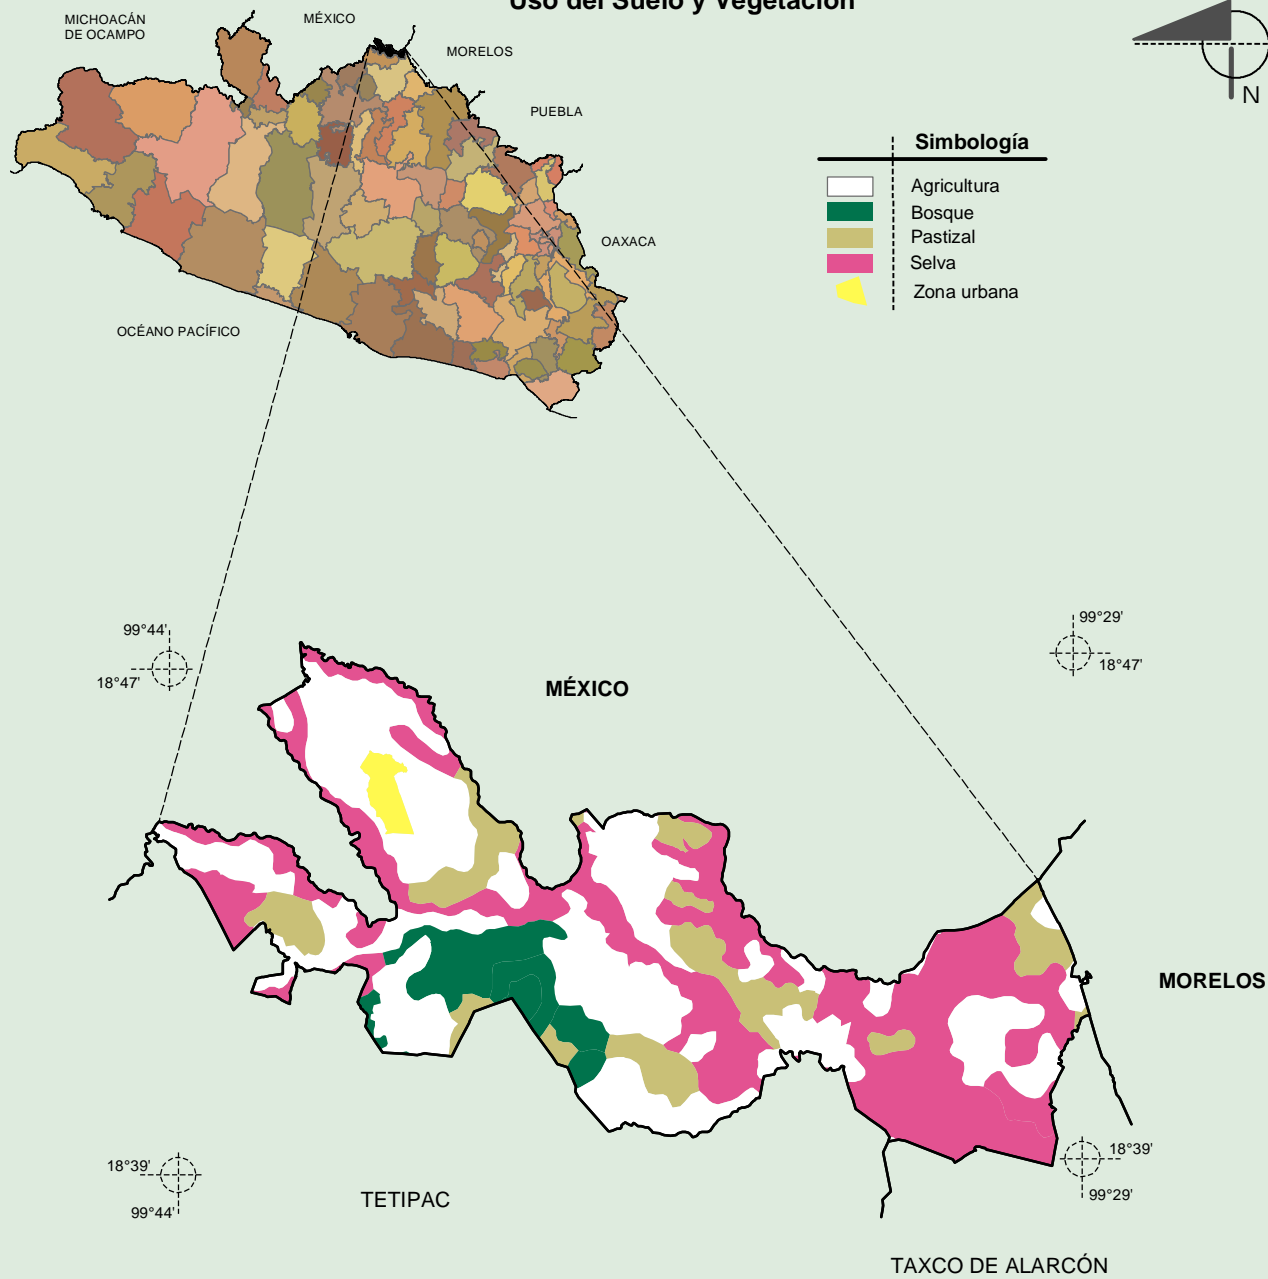 Uso del Suelo y Vegetación
MICHOACÁN
DE OCAMPO
MÉXICO
MORELOS
PUEBLA
OAXACA
OCÉANO PACÍFICO
N
Simbología
Agricultura
Bosque
Pastizal
Selva
Zona urbana
99°44'
18°47'
99°29'
18°47'
MÉXICO
MORELOS
18°39'
99°44'
18°39'
99°29'
TETIPAC
TAXCO DE ALARCÓN